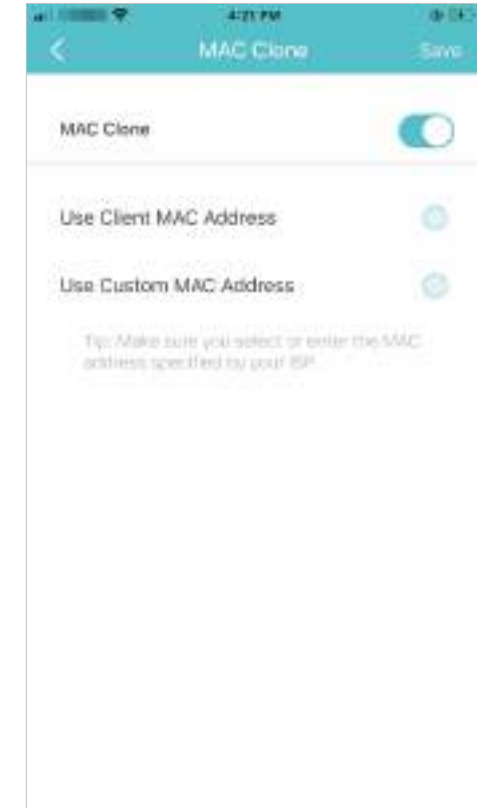 4:21 PM
MAC Clone
Save
MAC Clone
Use Client MAC Address
Use Custom MAC Address
Tip: Make sure you select or enter the MAC
address specified by your ISP.